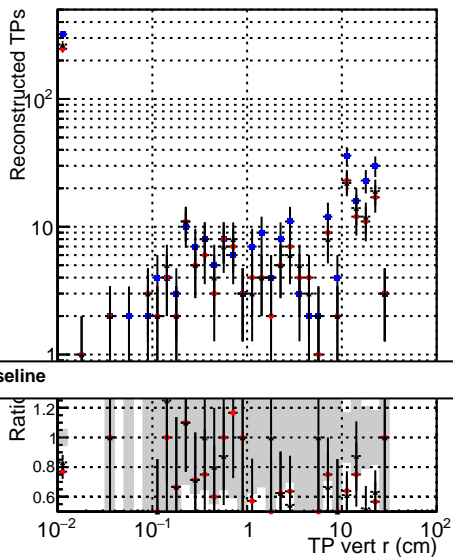 Reconstructed TPs
10²
10
1
seline
Ratio
1.2
1
0.8
0.6
10⁻² 10⁻¹ 1 10 10²
TP vert r (cm)